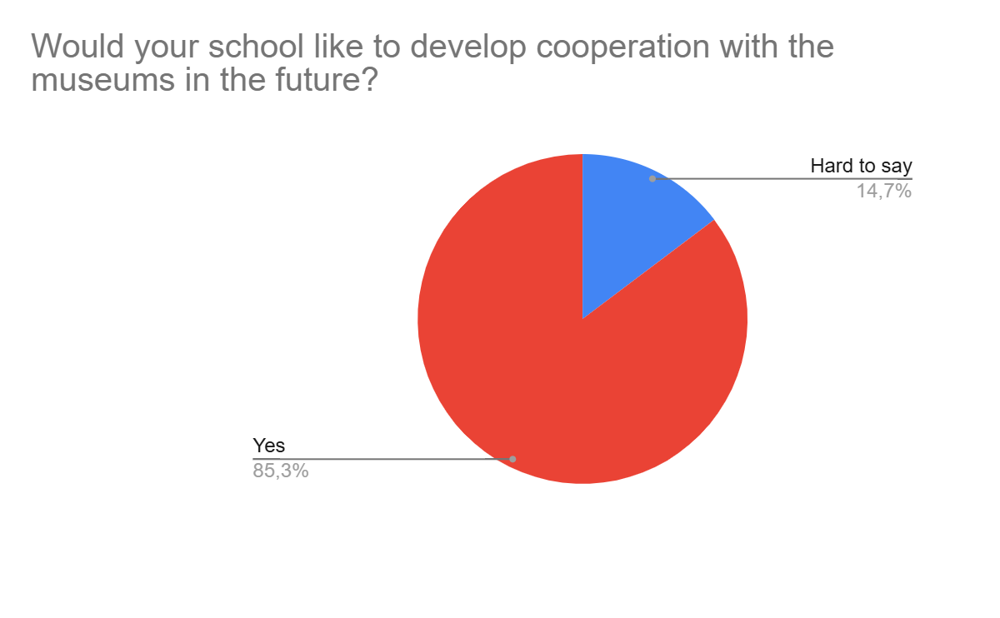 Would your school like to develop cooperation with the
museums in the future?
Hard to say
14,7%
Yes
85,3%